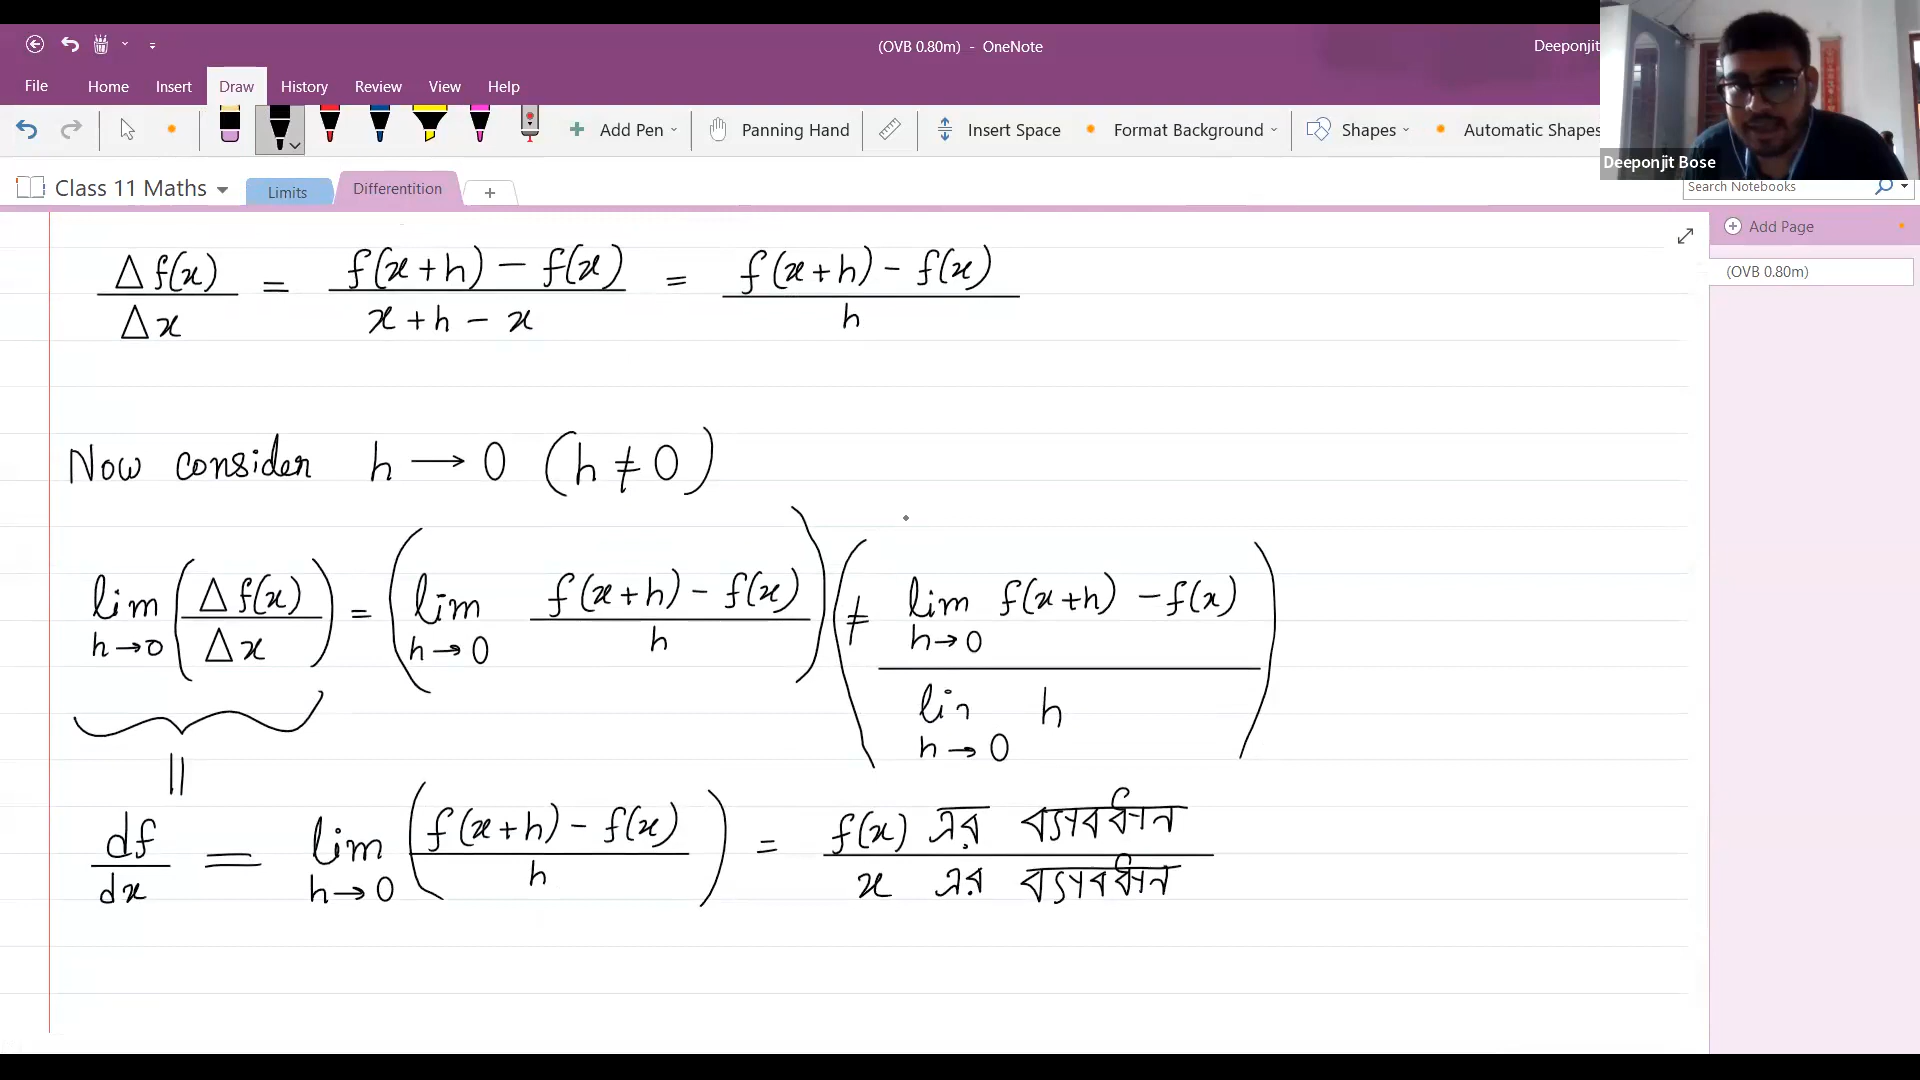 (OVB 0.80m) - OneNote
Deeponjit
File Home Insert Draw History Review View Help
Add Pen Panning Hand Insert Space Format Background Shapes Automatic Shapes
Deeponjit Bose
Class 11 Maths Limits Differentition
Search Notebooks
Add Page
(OVB 0.80m)
Δf(x)/Δx = (f(x+h) − f(x))/(x+h−x) = (f(x+h) − f(x))/h
Now consider h → 0 (h ≠ 0)
lim h→0 (Δf(x)/Δx) = (lim h→0 (f(x+h) − f(x))/h) (≠ (lim h→0 f(x+h) − f(x))/(lim h→0 h))
||
df/dx = lim h→0 ((f(x+h) − f(x))/h) = f(x) এর ব্যবকলন / x এর ব্যবকলন